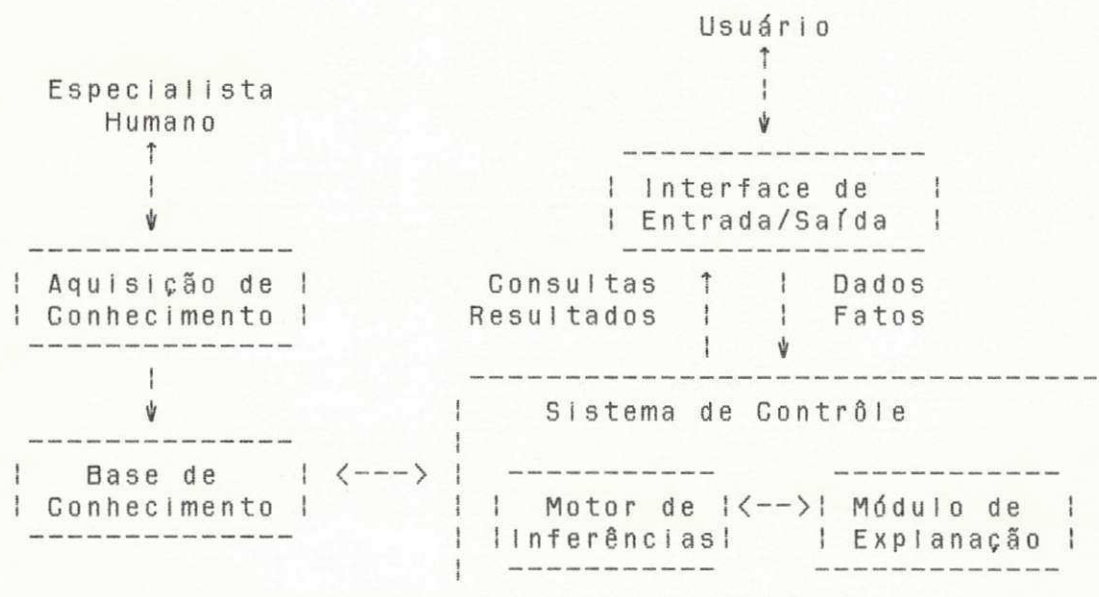 Usuário
Especialista
Humano
Interface de
Entrada/Saída
Aquisição de
Conhecimento
Consultas
Resultados
Dados
Fatos
Sistema de Contrôle
Base de
Conhecimento
Motor de
Inferências
Módulo de
Explanação